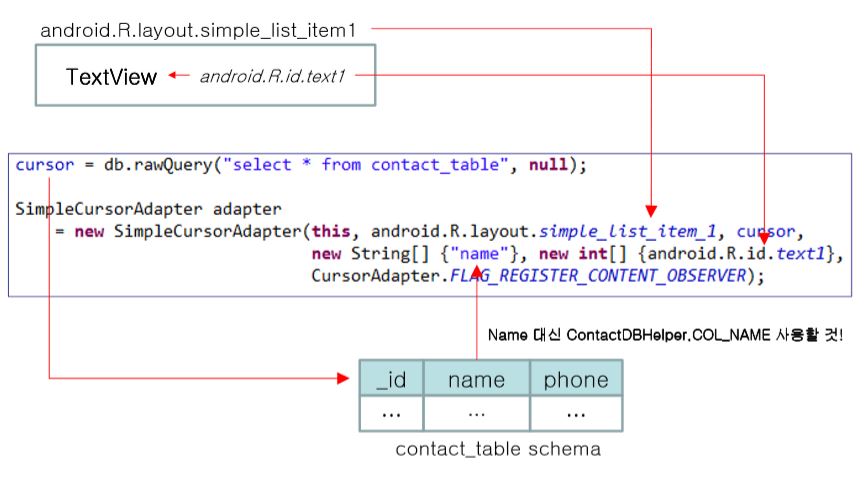 android.R.layout.simple_list_item1
TextView
android.R.id.text1
cursor = db.rawQuery("select * from contact_table", null);
SimpleCursorAdapter adapter
= new SimpleCursorAdapter(this, android.R.layout.simple_list_item_1, cursor,
new String[] {"name"}, new int[] {android.R.id.text1},
CursorAdapter.FLAG_REGISTER_CONTENT_OBSERVER);
Name 대신 ContactDBHelper.COL_NAME 사용할 것!
_id name phone
... ... ...
contact_table schema